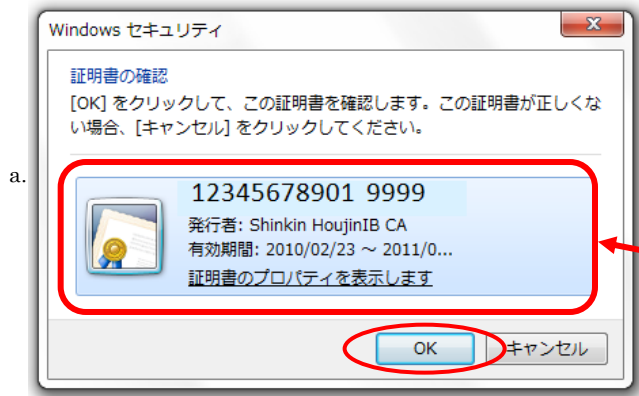 Windows セキュリティ
証明書の確認
[OK] をクリックして、この証明書を確認します。この証明書が正しくな
い場合、[キャンセル] をクリックしてください。
a.
12345678901 9999
発行者: Shinkin HoujinIB CA
有効期間: 2010/02/23 ～ 2011/0...
証明書のプロパティを表示します
OK
キャンセル